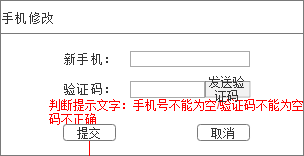 手机修改
新手机：
验证码：
发送验
证码
判断提示文字：手机号不能为空/验证码不能为空
码不正确
提交
取消